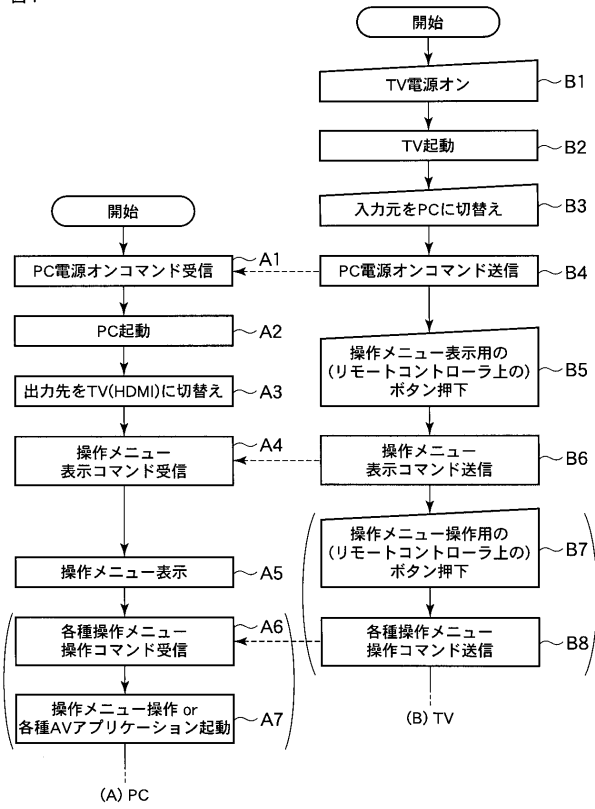 開始
TV電源オン
B1
TV起動
B2
入力元をPCに切替え
B3
PC電源オンコマンド送信
B4
操作メニュー表示用の
(リモートコントローラ上の)
ボタン押下
B5
操作メニュー
表示コマンド送信
B6
操作メニュー操作用の
(リモートコントローラ上の)
ボタン押下
B7
各種操作メニュー
操作コマンド送信
B8
(B) TV
開始
PC電源オンコマンド受信
A1
PC起動
A2
出力先をTV(HDMI)に切替え
A3
操作メニュー
表示コマンド受信
A4
操作メニュー表示
A5
各種操作メニュー
操作コマンド受信
A6
操作メニュー操作 or
各種AVアプリケーション起動
A7
(A) PC